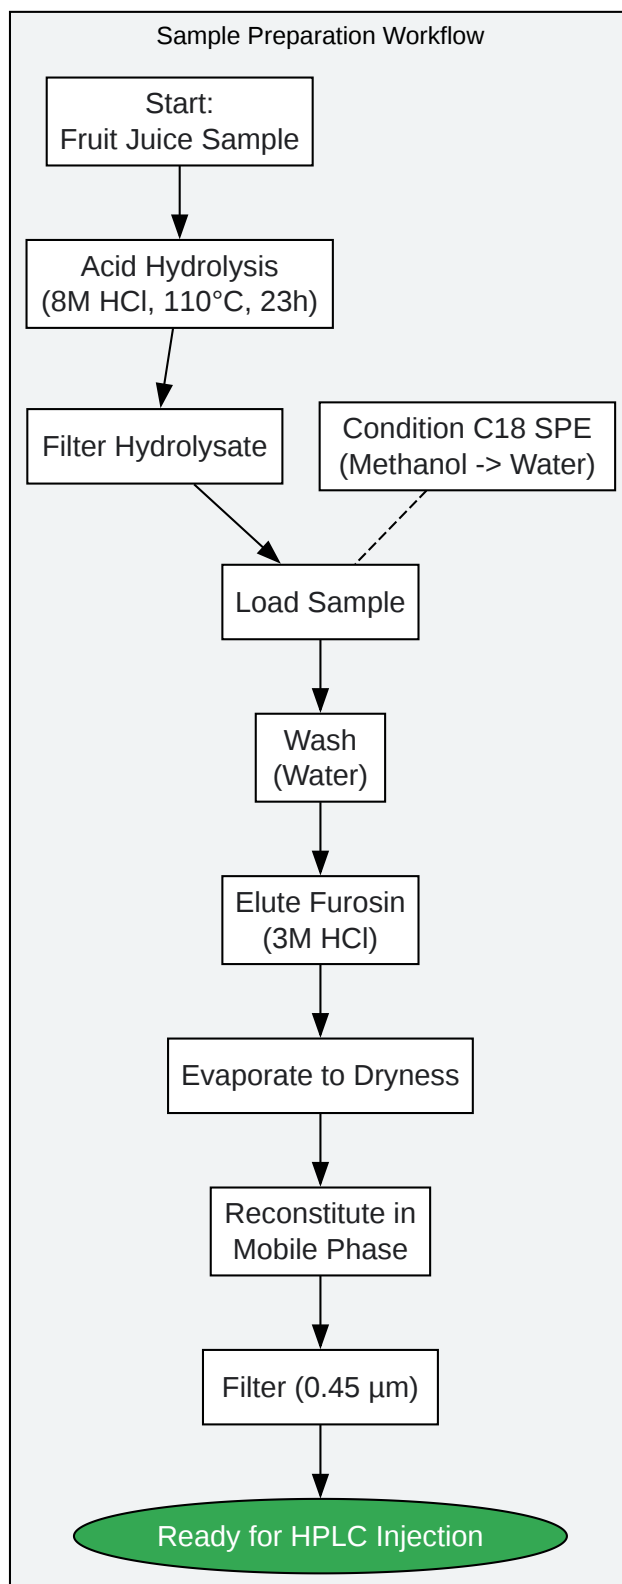 Sample Preparation Workflow
Start:
Fruit Juice Sample
Acid Hydrolysis
(8M HCl, 110°C, 23h)
Filter Hydrolysate
Condition C18 SPE
(Methanol -> Water)
Load Sample
Wash
(Water)
Elute Furosin
(3M HCl)
Evaporate to Dryness
Reconstitute in
Mobile Phase
Filter (0.45 µm)
Ready for HPLC Injection